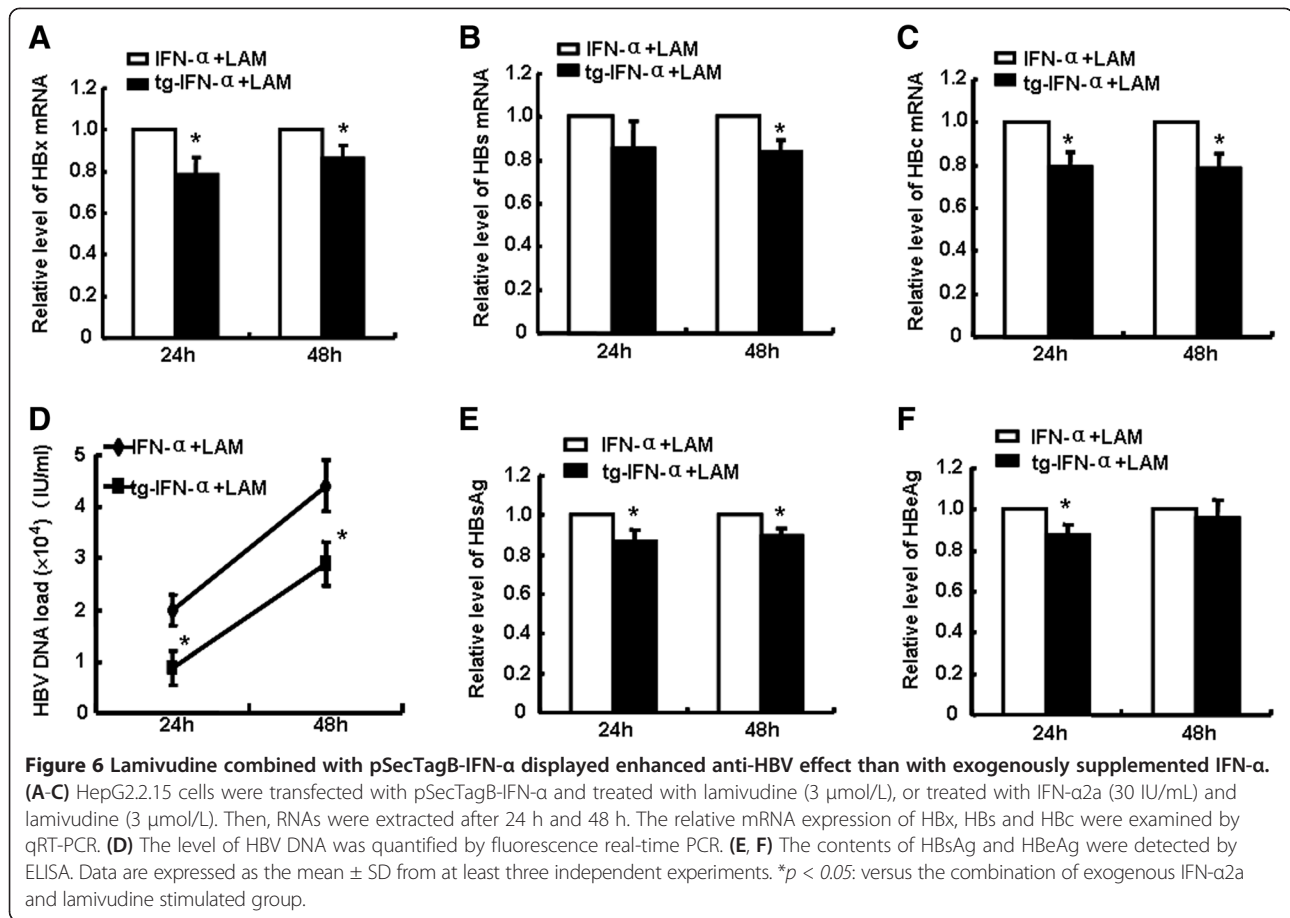 A
IFN-α+LAM
tg-IFN-α+LAM
Relative level of HBx mRNA
1.2
1.0
0.8
0.6
0.4
0.2
0
*
*
24h
48h
B
IFN-α+LAM
tg-IFN-α+LAM
Relative level of HBs mRNA
1.2
1.0
0.8
0.6
0.4
0.2
0
*
24h
48h
C
IFN-α+LAM
tg-IFN-α+LAM
Relative level of HBc mRNA
1.2
1.0
0.8
0.6
0.4
0.2
0
*
*
24h
48h
D
IFN-α+LAM
tg-IFN-α+LAM
HBV DNA load (×10⁴) (IU/ml)
5
4
3
2
1
0
*
*
24h
48h
E
IFN-α+LAM
tg-IFN-α+LAM
Relative level of HBsAg
1.2
1.0
0.8
0.6
0.4
0.2
0
*
*
24h
48h
F
IFN-α+LAM
tg-IFN-α+LAM
Relative level of HBeAg
1.2
1.0
0.8
0.6
0.4
0.2
0
*
24h
48h
Figure 6 Lamivudine combined with pSecTagB-IFN-α displayed enhanced anti-HBV effect than with exogenously supplemented IFN-α.
(A-C) HepG2.2.15 cells were transfected with pSecTagB-IFN-α and treated with lamivudine (3 μmol/L), or treated with IFN-α2a (30 IU/mL) and
lamivudine (3 μmol/L). Then, RNAs were extracted after 24 h and 48 h. The relative mRNA expression of HBx, HBs and HBc were examined by
qRT-PCR. (D) The level of HBV DNA was quantified by fluorescence real-time PCR. (E, F) The contents of HBsAg and HBeAg were detected by
ELISA. Data are expressed as the mean ± SD from at least three independent experiments. *p < 0.05: versus the combination of exogenous IFN-α2a
and lamivudine stimulated group.